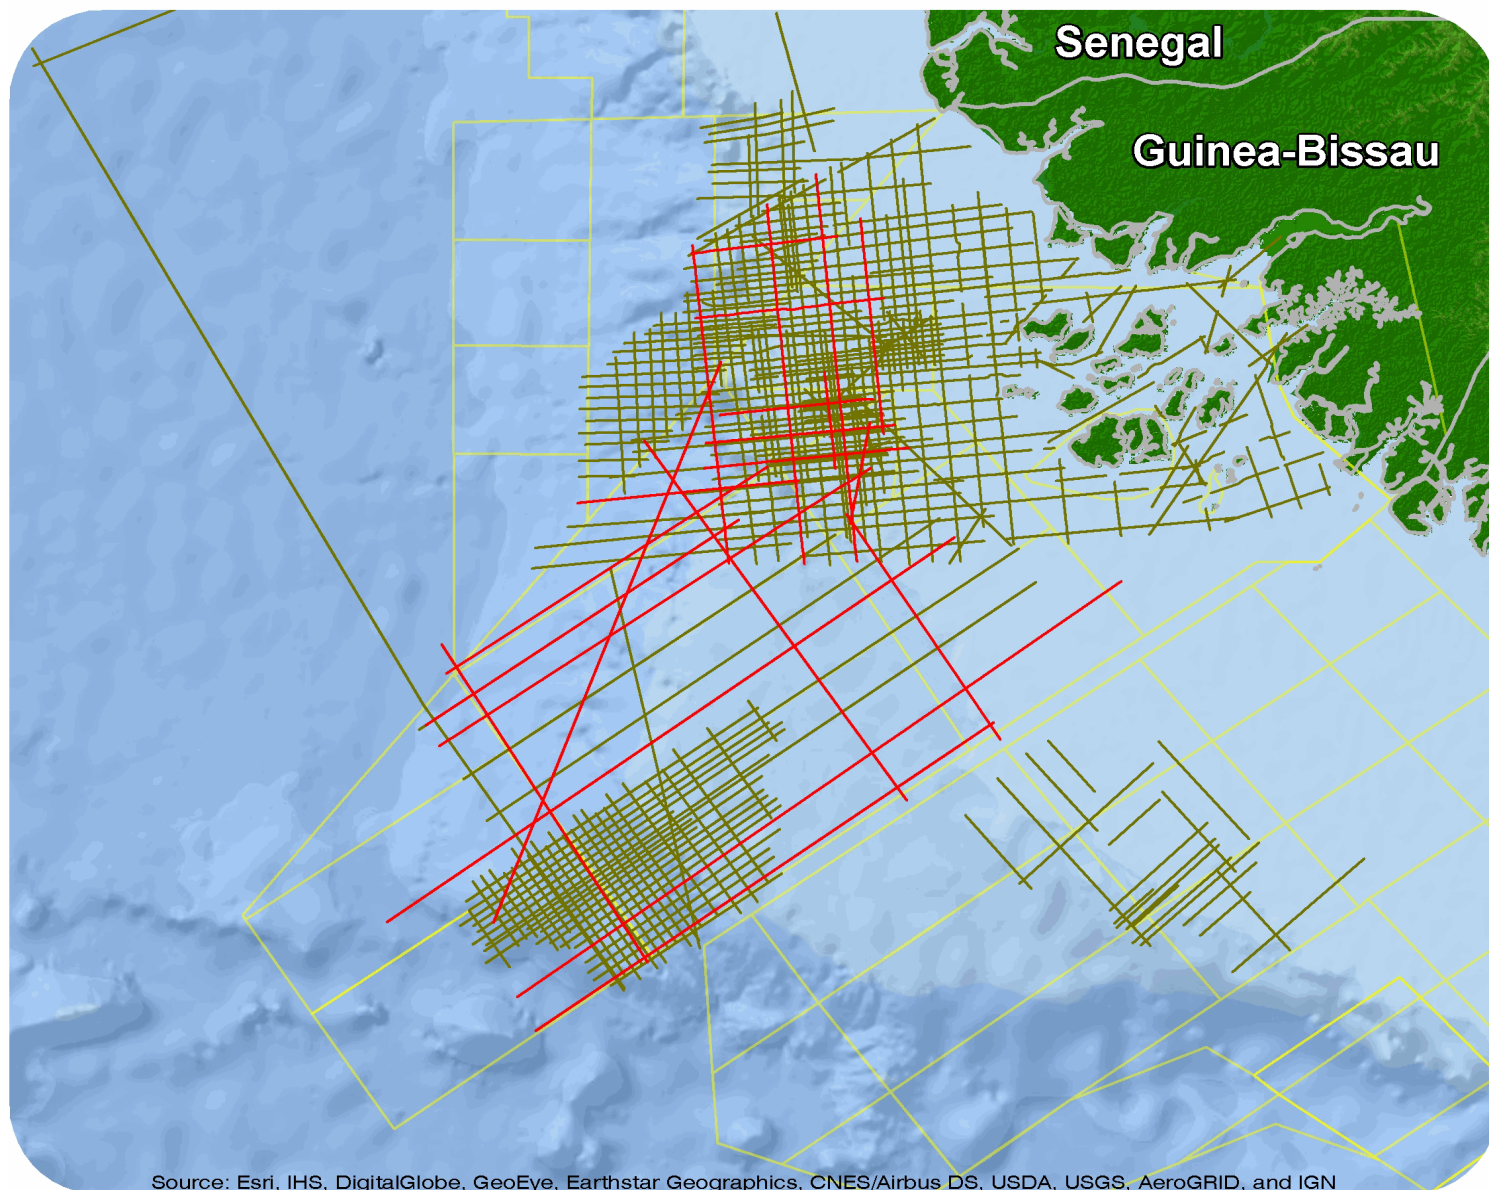 Senegal
Guinea-Bissau
Source: Esri, IHS, DigitalGlobe, GeoEye, Earthstar Geographics, CNES/Airbus DS, USDA, USGS, AeroGRID, and IGN